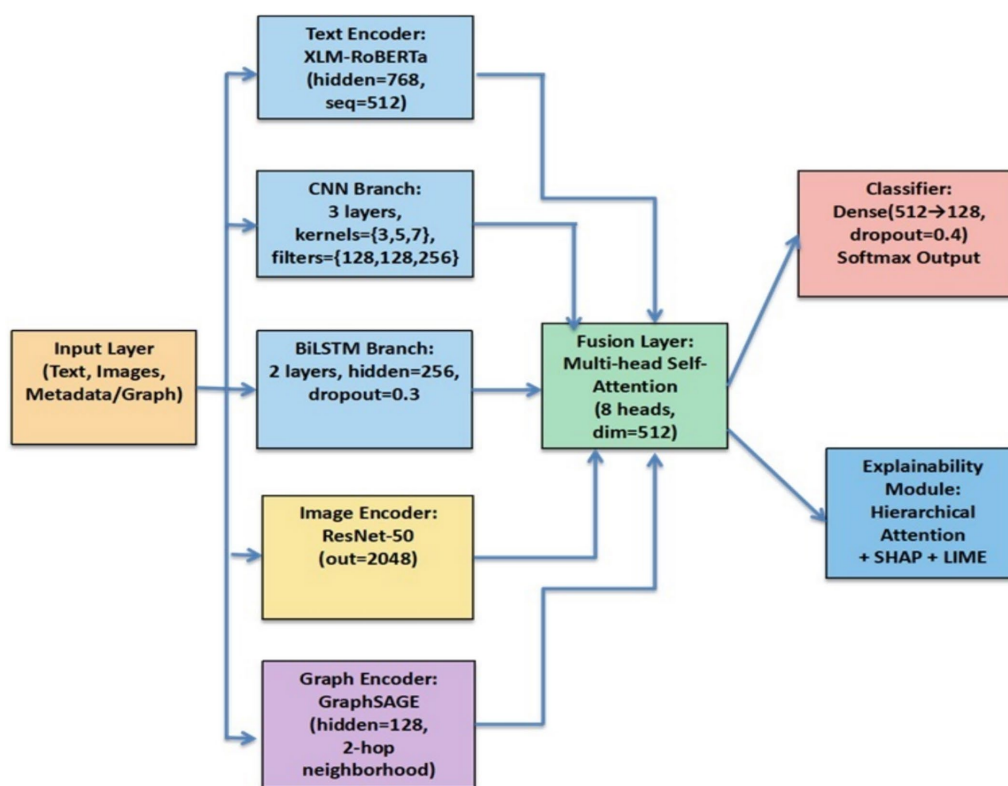 Input Layer
(Text, Images,
Metadata/Graph)
Text Encoder:
XLM-RoBERTa
(hidden=768,
seq=512)
CNN Branch:
3 layers,
kernels={3,5,7},
filters={128,128,256}
BiLSTM Branch:
2 layers, hidden=256,
dropout=0.3
Image Encoder:
ResNet-50
(out=2048)
Graph Encoder:
GraphSAGE
(hidden=128,
2-hop
neighborhood)
Fusion Layer:
Multi-head Self-
Attention
(8 heads,
dim=512)
Classifier:
Dense(512→128,
dropout=0.4)
Softmax Output
Explainability
Module:
Hierarchical
Attention
+ SHAP + LIME